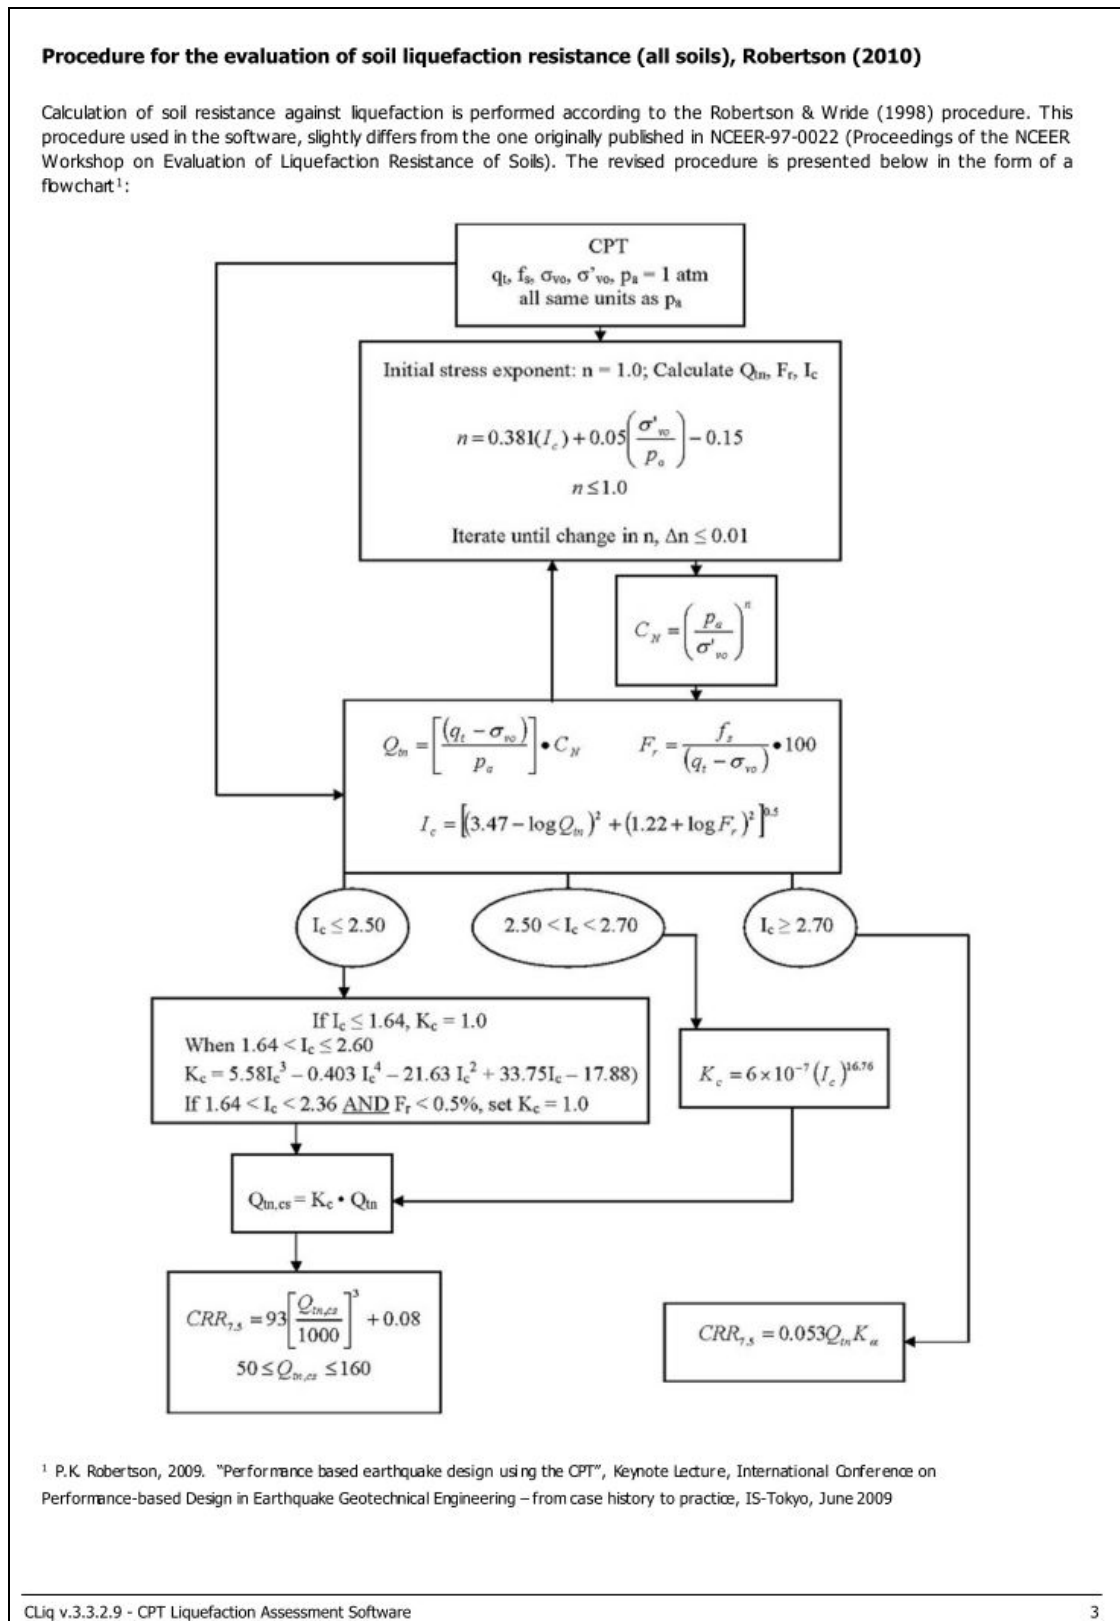 Procedure for the evaluation of soil liquefaction resistance (all soils), Robertson (2010)
Calculation of soil resistance against liquefaction is performed according to the Robertson & Wride (1998) procedure. This
procedure used in the software, slightly differs from the one originally published in NCEER-97-0022 (Proceedings of the NCEER
Workshop on Evaluation of Liquefaction Resistance of Soils). The revised procedure is presented below in the form of a
flowchart¹:
CPT
qₜ, fₛ, σᵥₒ, σ'ᵥₒ, pₐ = 1 atm
all same units as pₐ
Initial stress exponent: n = 1.0; Calculate Qtn, Fr, Ic
n = 0.381(Ic) + 0.05(σ'vo / pa) − 0.15
n ≤ 1.0
Iterate until change in n, Δn ≤ 0.01
CN = (pa / σ'vo)^n
Qtn = [(qt − σvo) / pa] • CN Fr = fs / (qt − σvo) • 100
Ic = [(3.47 − log Qtn)² + (1.22 + log Fr)²]^0.5
Ic ≤ 2.50 2.50 < Ic < 2.70 Ic ≥ 2.70
If Ic ≤ 1.64, Kc = 1.0
When 1.64 < Ic ≤ 2.60
Kc = 5.58Ic³ – 0.403 Ic⁴ – 21.63 Ic² + 33.75Ic – 17.88)
If 1.64 < Ic < 2.36 AND Fr < 0.5%, set Kc = 1.0
Kc = 6×10⁻⁷ (Ic)^16.76
Qtn,cs = Kc • Qtn
CRR7.5 = 93[Qtn,cs / 1000]³ + 0.08
50 ≤ Qtn,cs ≤ 160
CRR7.5 = 0.053Qtn Kα
¹ P.K. Robertson, 2009. "Performance based earthquake design using the CPT", Keynote Lecture, International Conference on
Performance-based Design in Earthquake Geotechnical Engineering – from case history to practice, IS-Tokyo, June 2009
CLiq v.3.3.2.9 - CPT Liquefaction Assessment Software 3